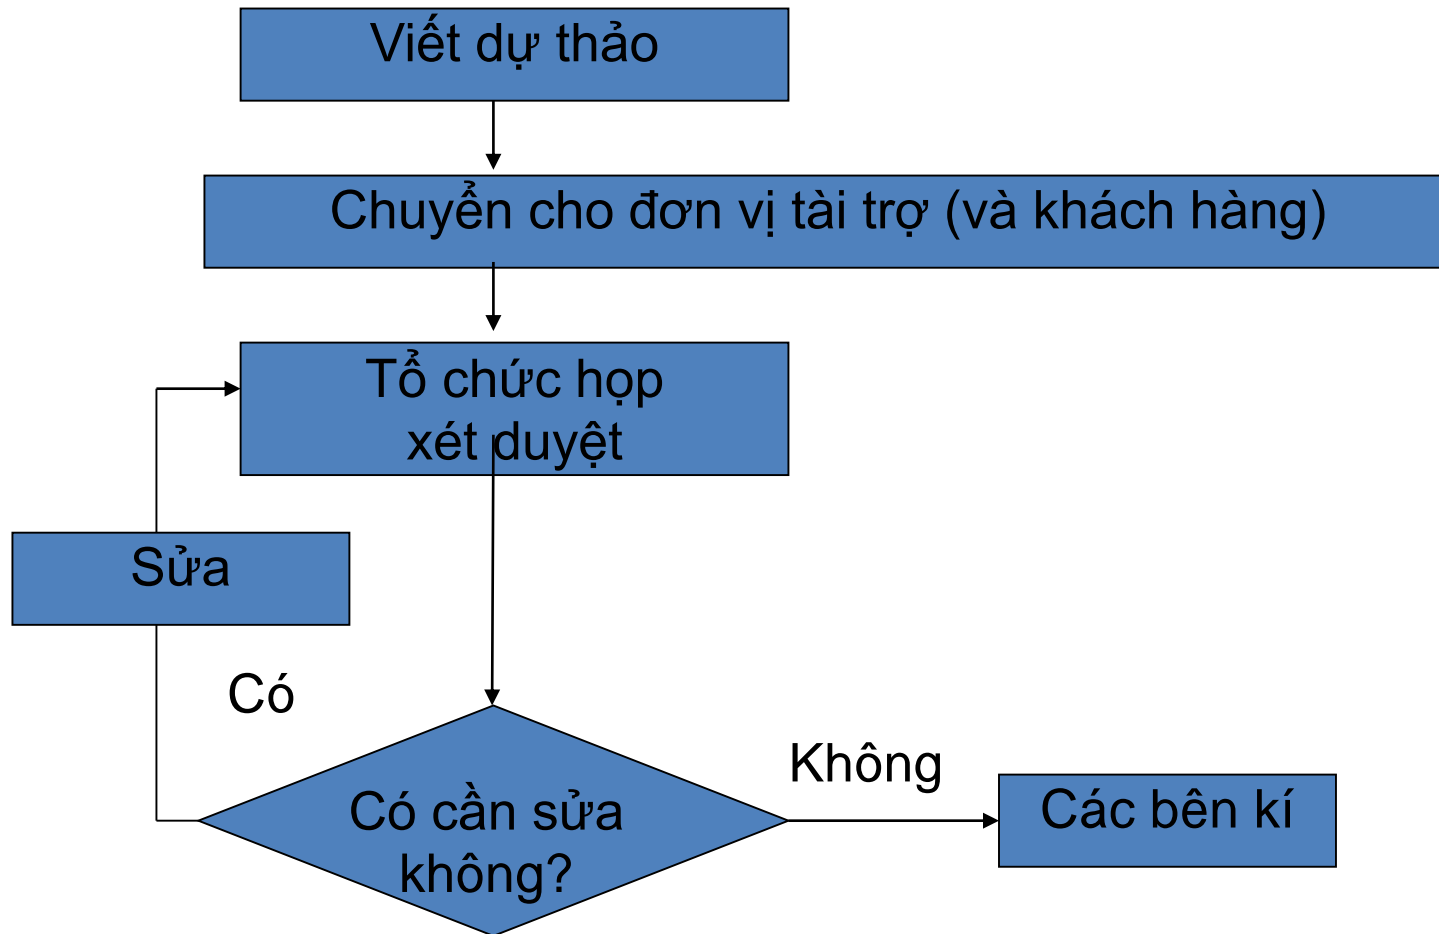 Viết dự thảo
Chuyển cho đơn vị tài trợ (và khách hàng)
Tổ chức họp
xét duyệt
Sửa
Có
Không
Có cần sửa
không?
Các bên kí